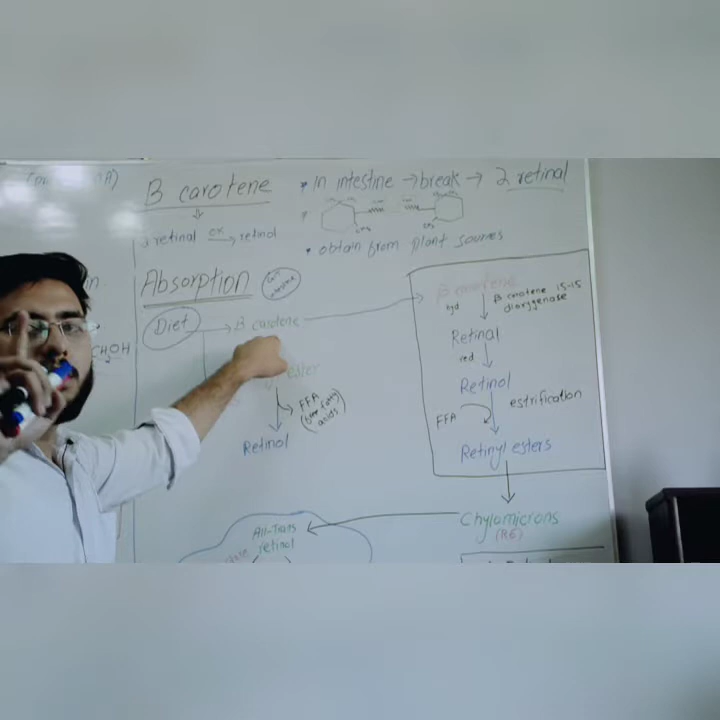 B carotene
2 retinal ox retinol
• In intestine → break → 2 retinal
• obtain from plant sources
Absorption
Diet → B carotene
ester
FFA
(free fatty
acids)
Retinol
CH2OH
B carotene
hyd
B carotene 15-15
dioxygenase
Retinal
red
Retinol
FFA
estrification
Retinyl esters
Chylomicrons
(RE)
All-Trans
retinol